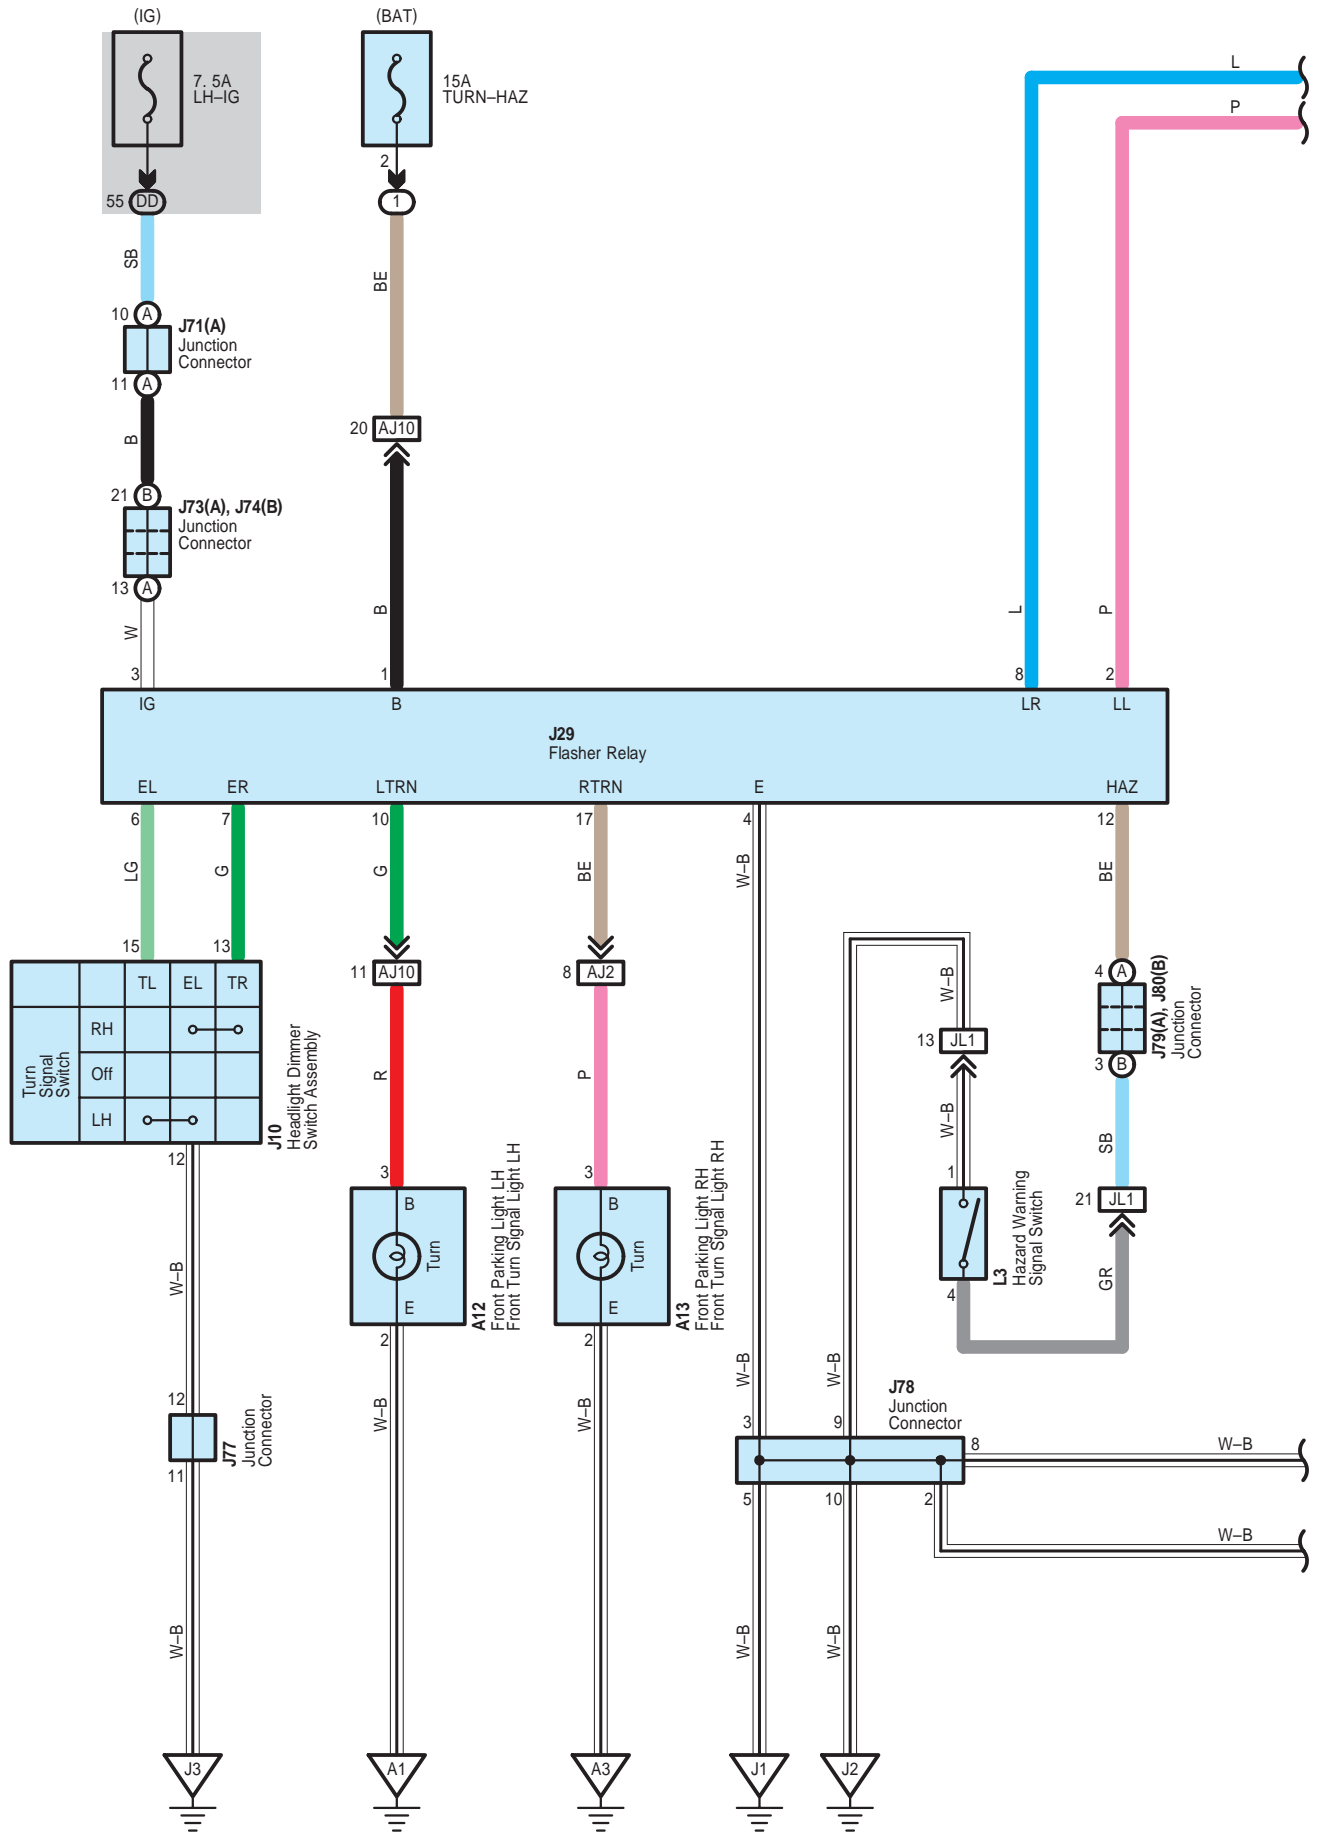 (IG)
(BAT)
7. 5A
LH–IG
15A
TURN–HAZ
L
P
2
55
DD
1
SB
BE
10
A
J71(A)
Junction
Connector
11
A
B
20
AJ10
21
B
J73(A), J74(B)
Junction
Connector
13
A
W
B
L
P
3
1
8
2
IG
B
LR
LL
J29
Flasher Relay
EL
ER
LTRN
RTRN
E
HAZ
6
7
10
17
4
12
LG
G
G
BE
W–B
BE
15
13
11
AJ10
8
AJ2
4
A
J79(A), J80(B)
Junction
Connector
TL
EL
TR
Turn
Signal
Switch
RH
Off
LH
J10
Headlight Dimmer
Switch Assembly
W–B
13
JL1
3
B
R
P
W–B
SB
12
3
3
1
21
JL1
B
B
Turn
Turn
E
E
A12
Front Parking Light LH
Front Turn Signal Light LH
A13
Front Parking Light RH
Front Turn Signal Light RH
L3
Hazard Warning
Signal Switch
4
GR
W–B
2
2
W–B
W–B
W–B
W–B
J78
Junction
Connector
12
J77
Junction
Connector
11
3
9
8
W–B
5
10
2
W–B
W–B
W–B
W–B
J3
A1
A3
J1
J2